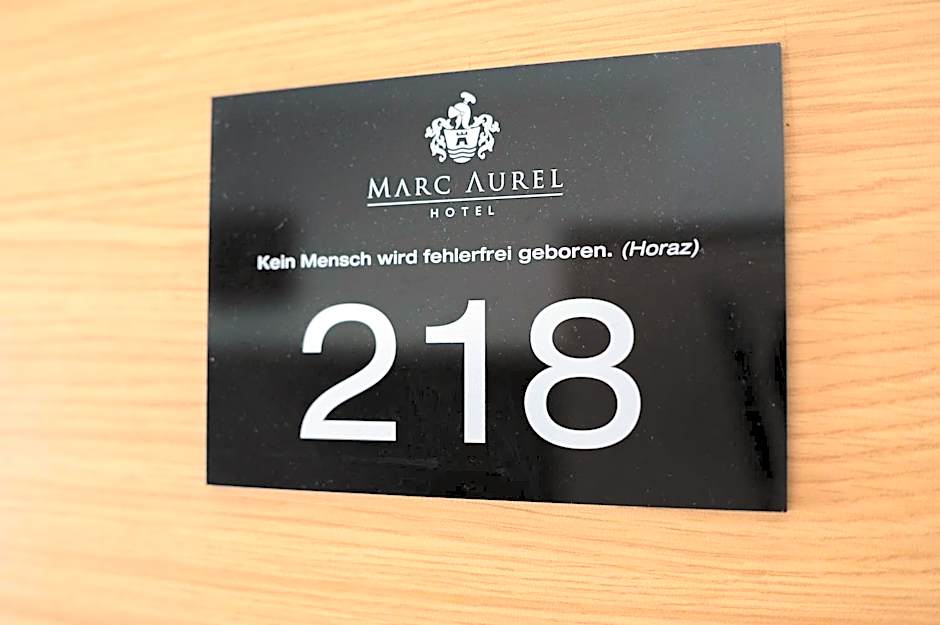 MARC AUREL
HOTEL
Kein Mensch wird fehlerfrei geboren. (Horaz)
218